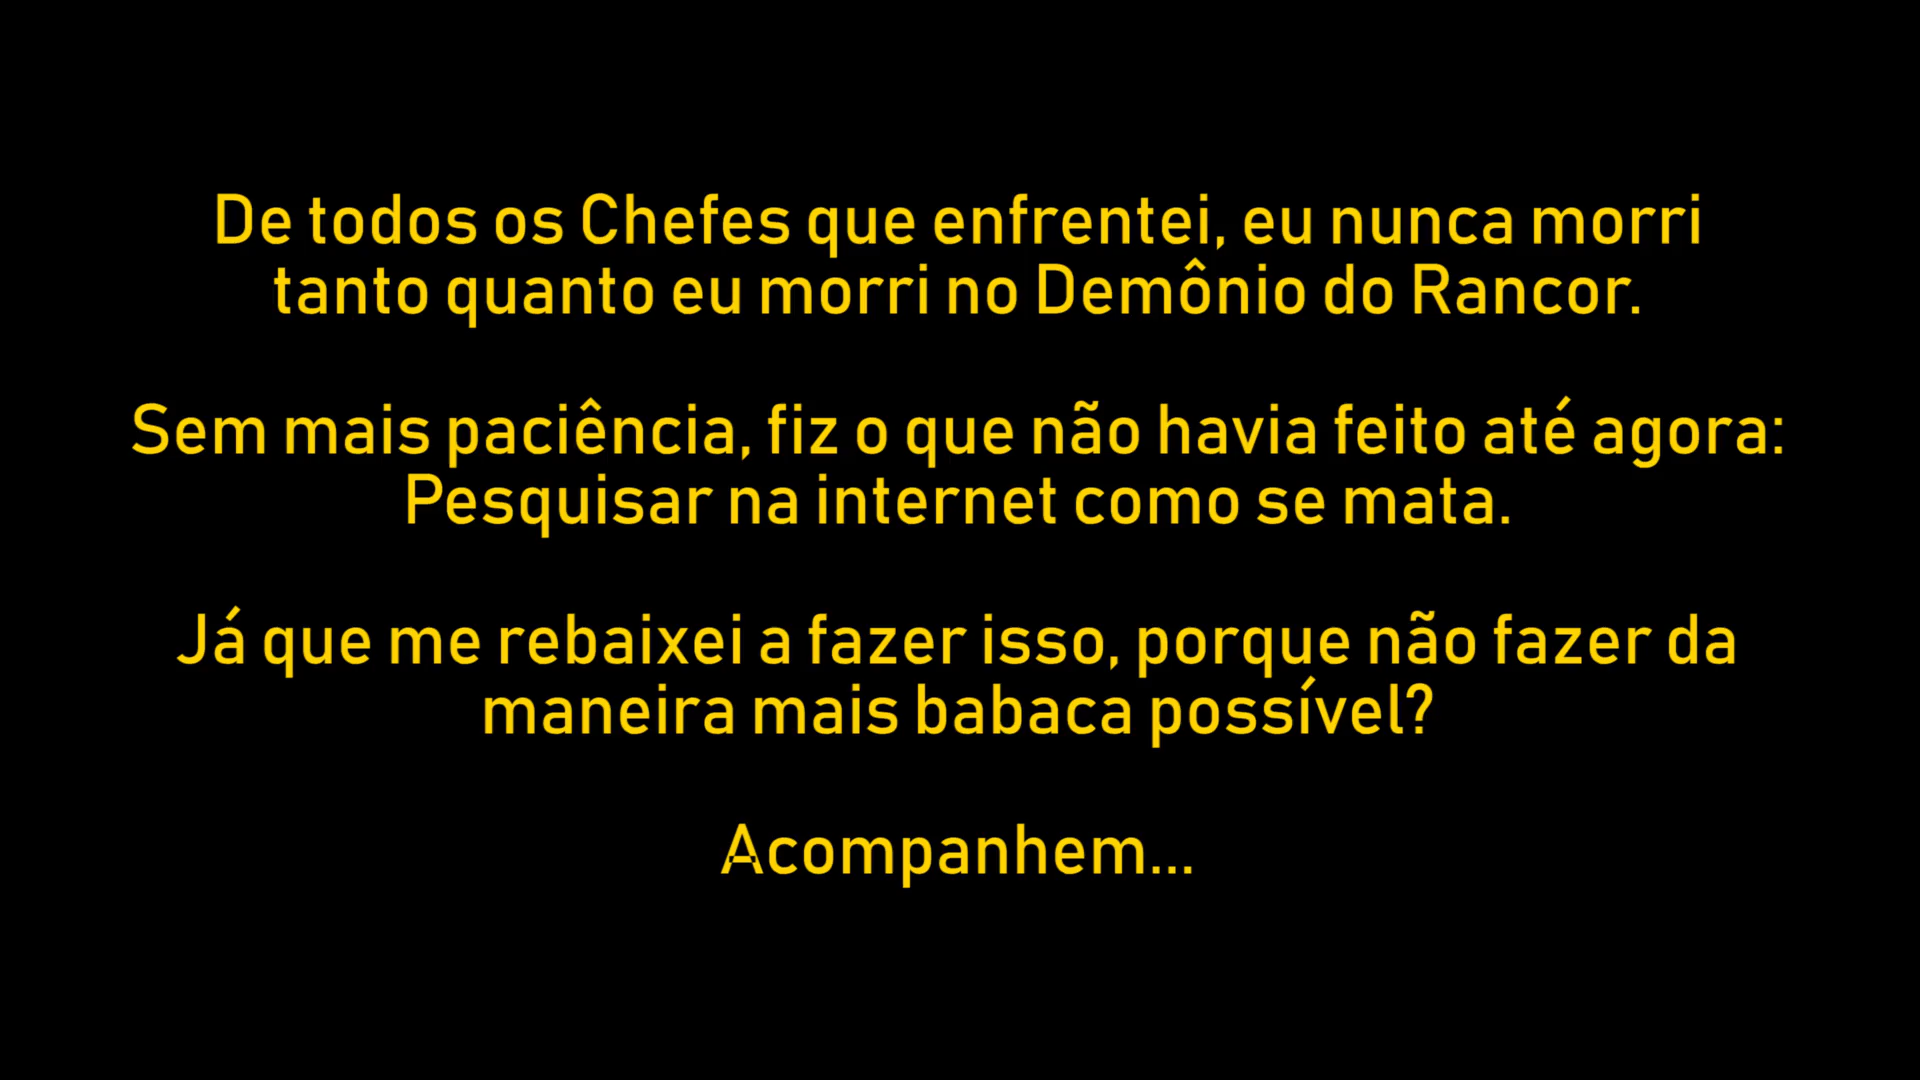 De todos os Chefes que enfrentei, eu nunca morri
tanto quanto eu morri no Demônio do Rancor.
Sem mais paciência, fiz o que não havia feito até agora:
Pesquisar na internet como se mata.
Já que me rebaixei a fazer isso, porque não fazer da
maneira mais babaca possível?
Acompanhem...